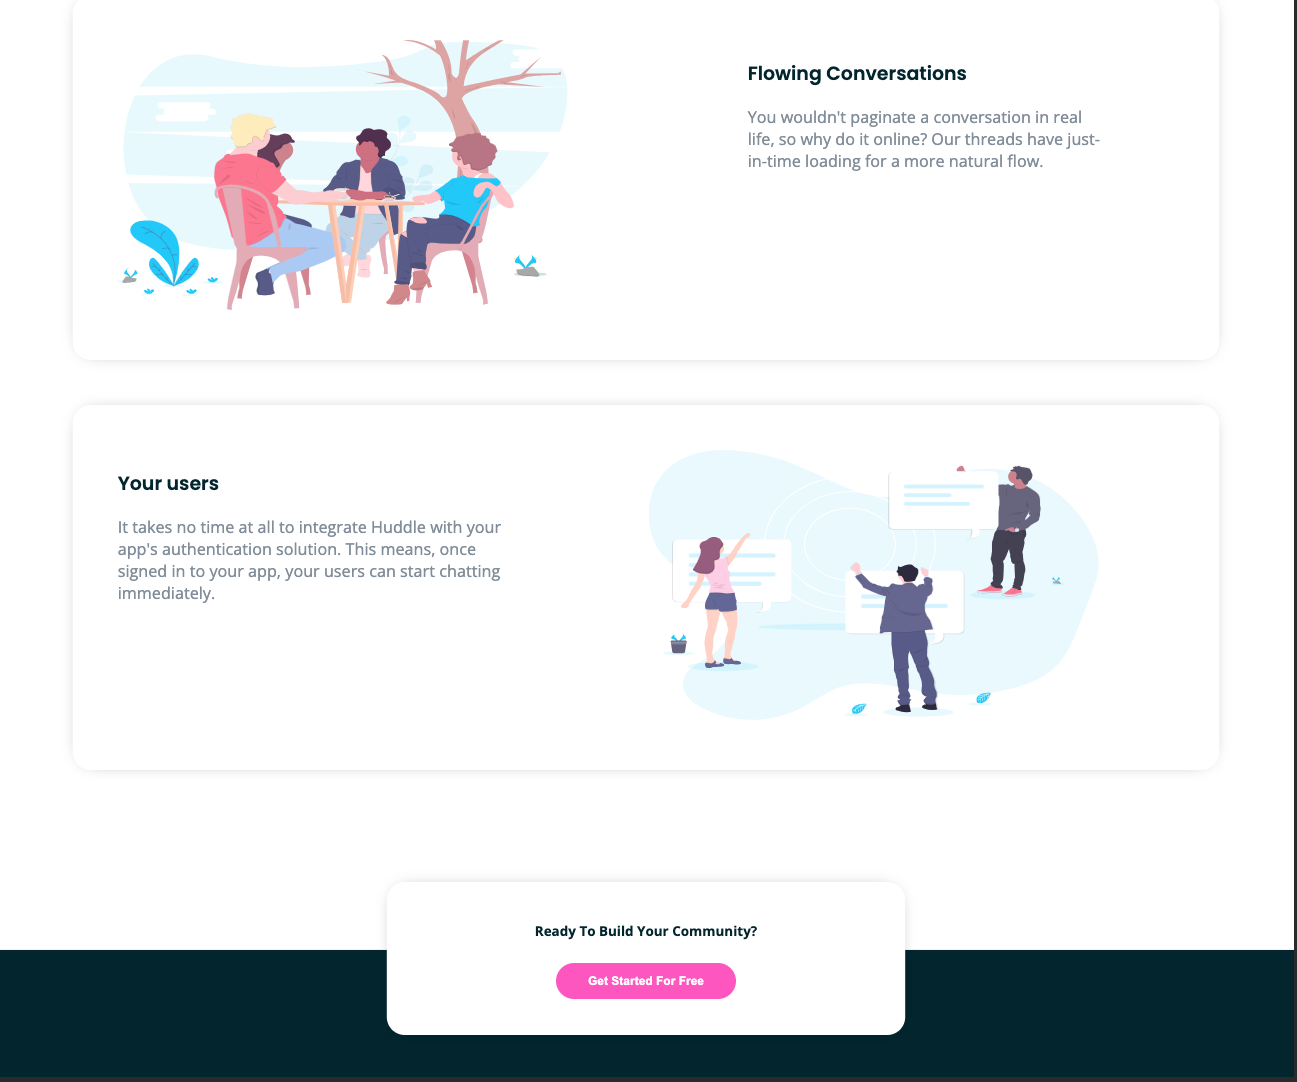 Flowing Conversations
You wouldn't paginate a conversation in real
life, so why do it online? Our threads have just-
in-time loading for a more natural flow.
Your users
It takes no time at all to integrate Huddle with your
app's authentication solution. This means, once
signed in to your app, your users can start chatting
immediately.
Ready To Build Your Community?
Get Started For Free